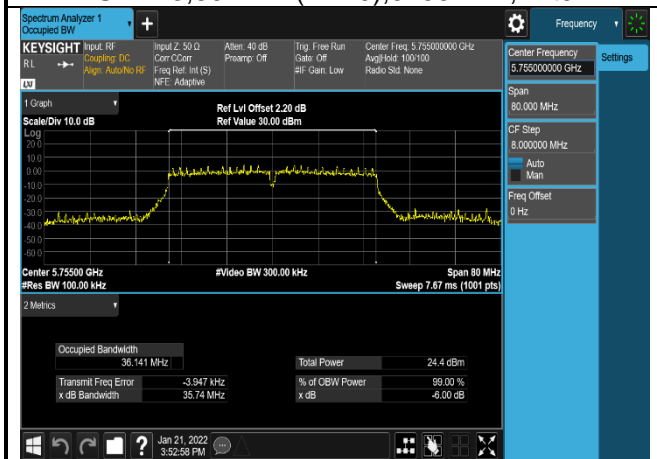 Spectrum Analyzer 1
Occupied BW
+
Frequency
KEYSIGHT
RL
LXI
Input: RF
Coupling: DC
Align: Auto/No RF
Input Z: 50 Ω
Corr CCorr
Freq Ref: Int (S)
NFE: Adaptive
Atten: 40 dB
Preamp: Off
Trig: Free Run
Gate: Off
#IF Gain: Low
Center Freq: 5.755000000 GHz
Avg|Hold: 100/100
Radio Std: None
Center Frequency
5.755000000 GHz
Settings
Span
80.000 MHz
CF Step
8.000000 MHz
Auto
Man
Freq Offset
0 Hz
1 Graph
Scale/Div 10.0 dB
Ref Lvl Offset 2.20 dB
Ref Value 30.00 dBm
Log
20.0
10.0
0.00
-10.0
-20.0
-30.0
-40.0
-50.0
-60.0
Center 5.75500 GHz
#Video BW 300.00 kHz
Span 80 MHz
#Res BW 100.00 kHz
Sweep 7.67 ms (1001 pts)
2 Metrics
Occupied Bandwidth
36.141 MHz
Total Power 24.4 dBm
Transmit Freq Error -3.947 kHz
% of OBW Power 99.00 %
x dB Bandwidth 35.74 MHz
x dB -6.00 dB
?
Jan 21, 2022
3:52:58 PM